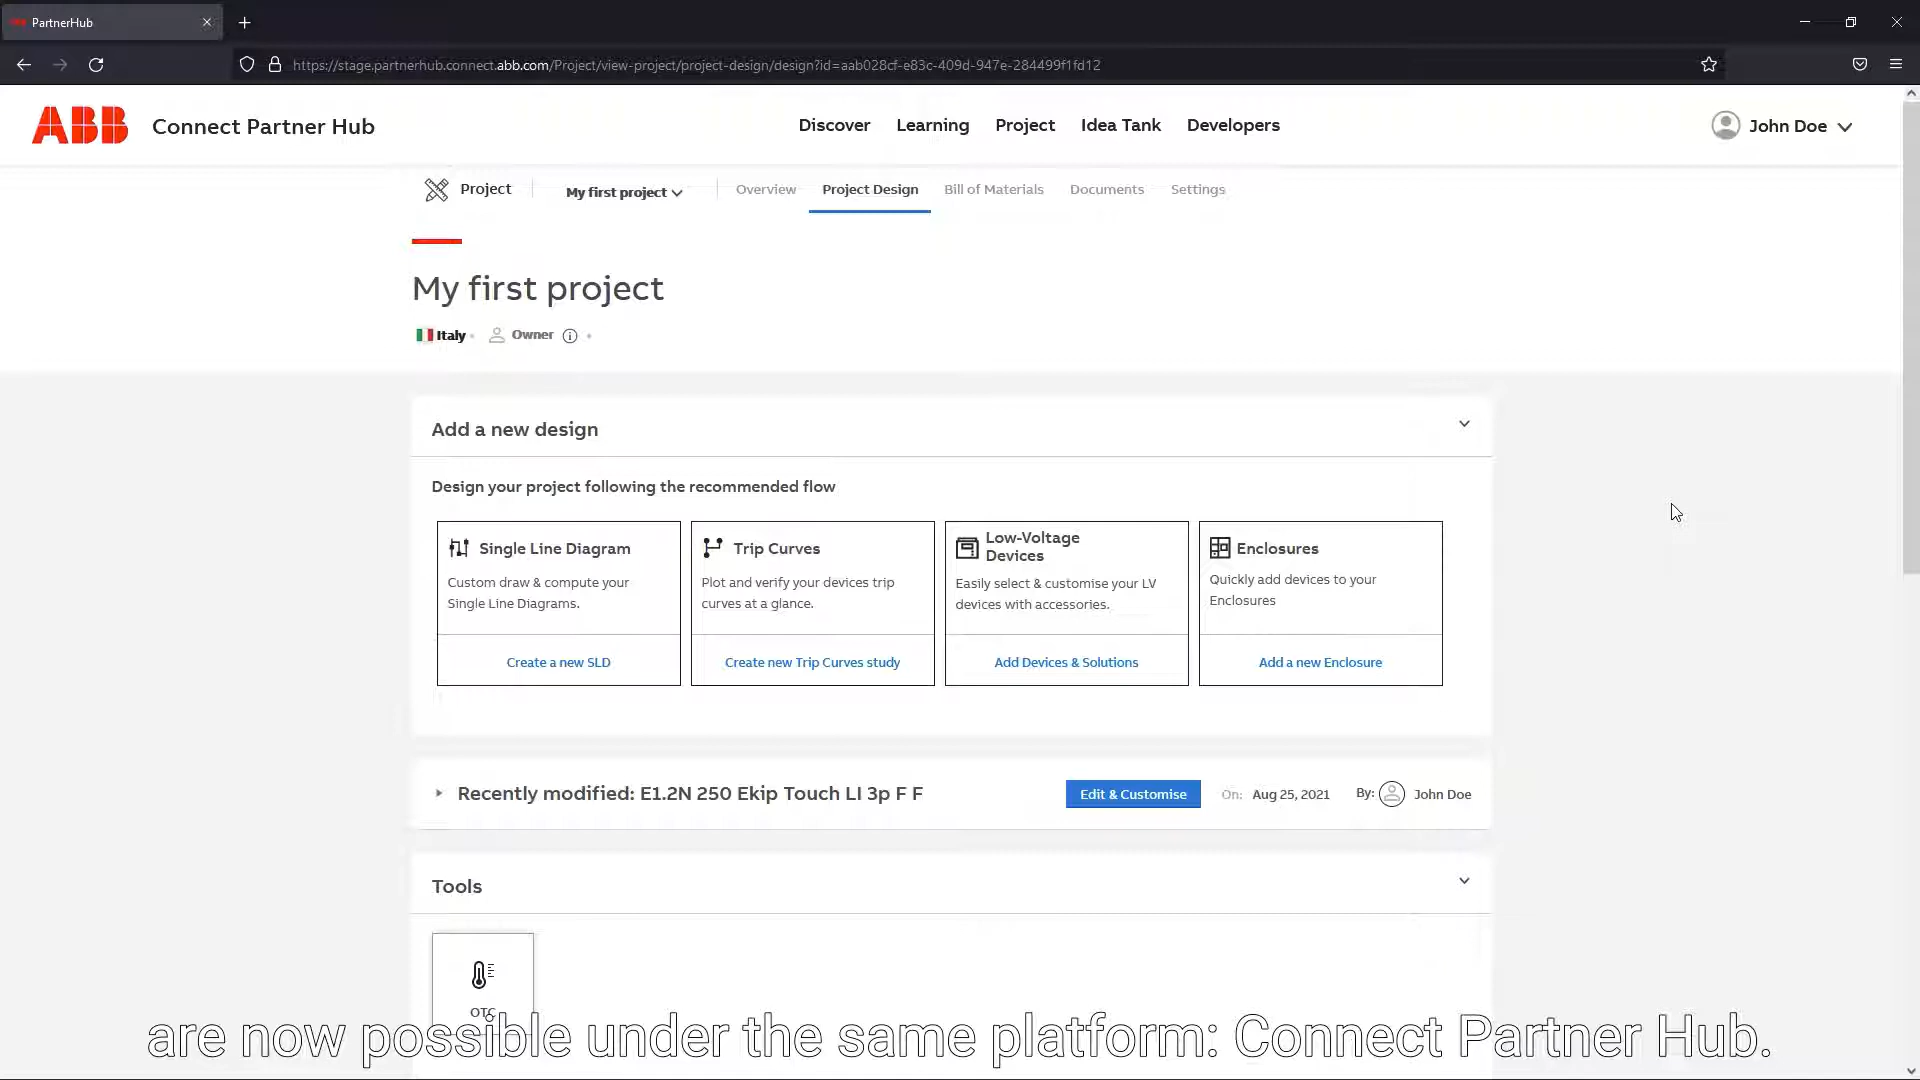 PartnerHub
https://stage.partnerhub.connect.abb.com/Project/view-project/project-design/design?id=aab028cf-e83c-409d-947e-284499f1fd12
ABB Connect Partner Hub Discover Learning Project Idea Tank Developers John Doe
Project My first project Overview Project Design Bill of Materials Documents Settings
My first project
Italy Owner
Add a new design
Design your project following the recommended flow
Single Line Diagram
Custom draw & compute your
Single Line Diagrams.
Create a new SLD
Trip Curves
Plot and verify your devices trip
curves at a glance.
Create new Trip Curves study
Low-Voltage
Devices
Easily select & customise your LV
devices with accessories.
Add Devices & Solutions
Enclosures
Quickly add devices to your
Enclosures
Add a new Enclosure
Recently modified: E1.2N 250 Ekip Touch LI 3p F F Edit & Customise On: Aug 25, 2021 By: John Doe
Tools
OTC
are now possible under the same platform: Connect Partner Hub.